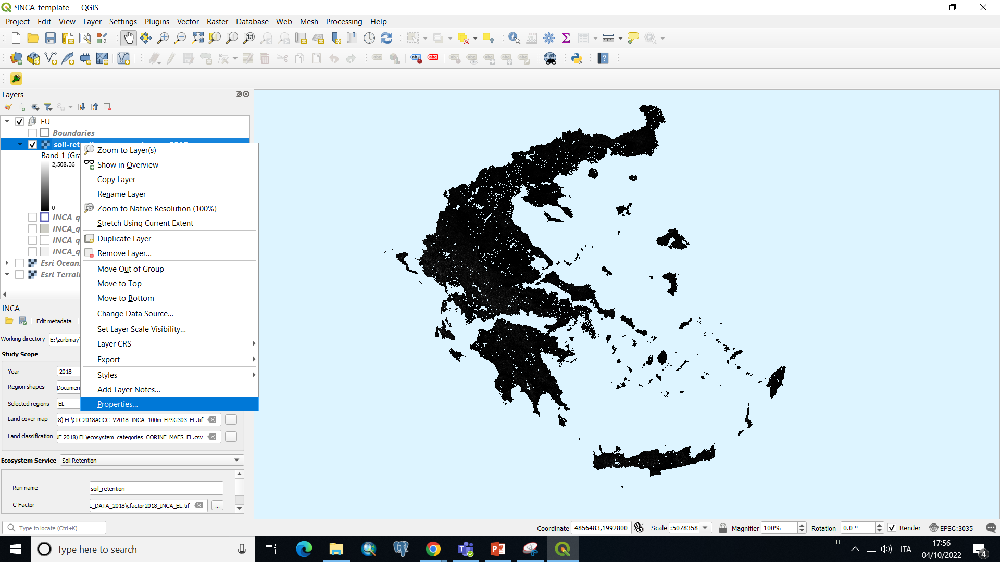 *INCA_template — QGIS
Project Edit View Layer Settings Plugins Vector Raster Database Web Mesh Processing Help
Layers
EU
Boundaries
soil-ret
Band 1 (Gra
2,508.36
0
INCA_q
INCA_q
INCA_q
INCA_q
Esri Ocean
Esri Terrai
Zoom to Layer(s)
Show in Overview
Copy Layer
Rename Layer
Zoom to Native Resolution (100%)
Stretch Using Current Extent
Duplicate Layer
Remove Layer...
Move Out of Group
Move to Top
Move to Bottom
Change Data Source...
Set Layer Scale Visibility...
Layer CRS
Export
Styles
Add Layer Notes...
Properties...
INCA
Edit metadata
Working directory E:\zurbmay\
Study Scope
Year 2018
Region shapes Documen
Selected regions EL
Land cover map .8) EL\CLC2018ACCC_V2018_INCA_100m_EPSG303_EL.tif ...
Land classification NE 2018) EL\ecosystem_categories_CORINE_MAES_EL.csv ...
Ecosystem Service Soil Retention
Run name soil_retention
C-Factor L_DATA_2018\cfactor2018_INCA_EL.tif ...
Type to locate (Ctrl+K) Coordinate 4856483,1992800 Scale :5078358 Magnifier 100% Rotation 0.0 ° Render EPSG:3035
Type here to search
IT
ITA
17:56
04/10/2022
4